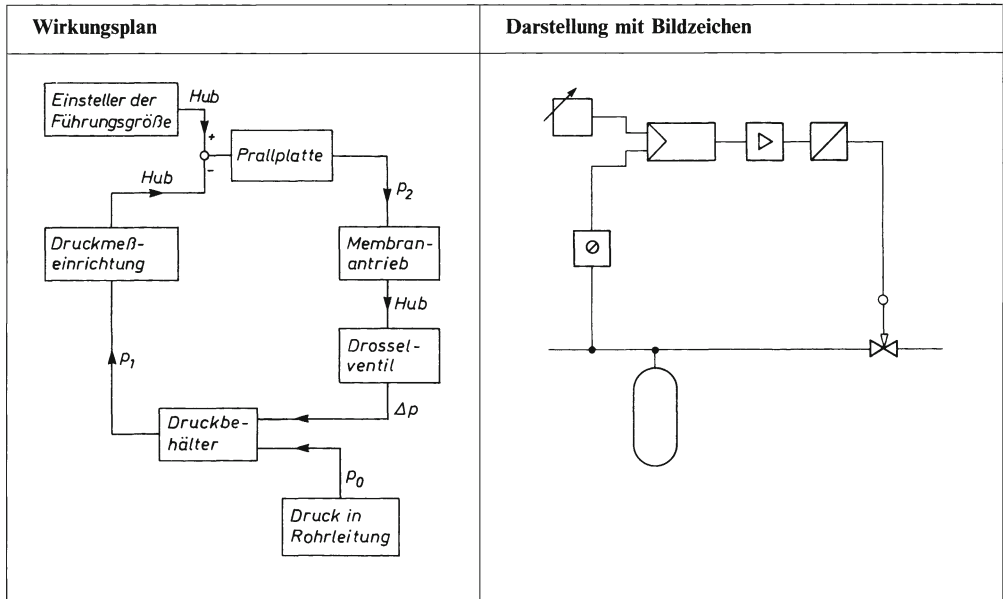 Wirkungsplan
Darstellung mit Bildzeichen
Einsteller der
Führungsgröße
Hub
+
-
Prallplatte
Hub
p2
Druckmeß-
einrichtung
Membran-
antrieb
Hub
Drossel-
ventil
p1
Δp
Druckbe-
hälter
p0
Druck in
Rohrleitung